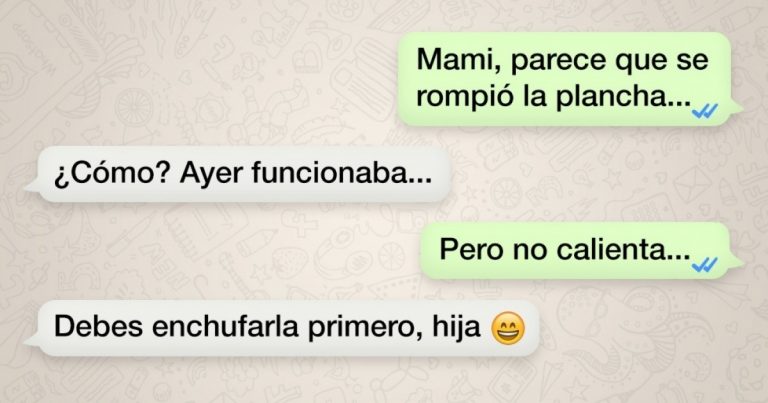 Mami, parece que se
rompió la plancha...
¿Cómo? Ayer funcionaba...
Pero no calienta...
Debes enchufarla primero, hija 😄